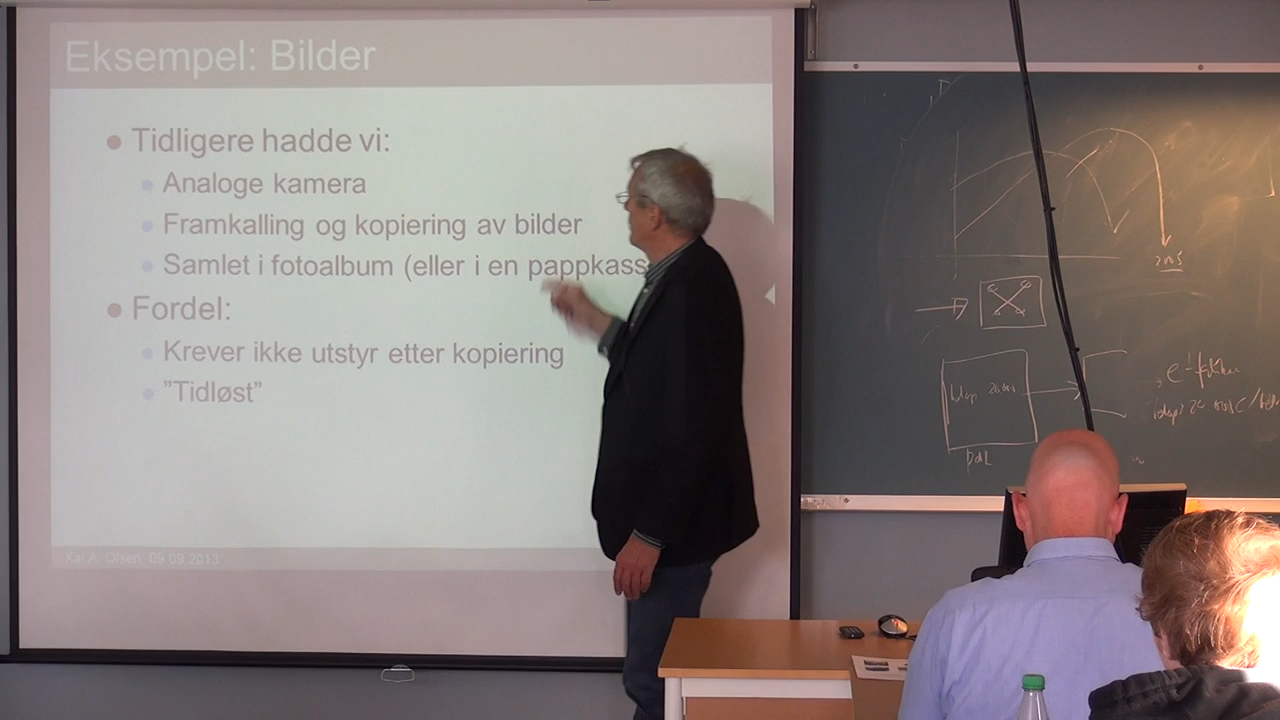 Eksempel: Bilder
Tidligere hadde vi:
Analoge kamera
Framkalling og kopiering av bilder
Samlet i fotoalbum (eller i en pappkass
Fordel:
Krever ikke utstyr etter kopiering
”Tidløst”
Kai A. Olsen, 09.09.2013